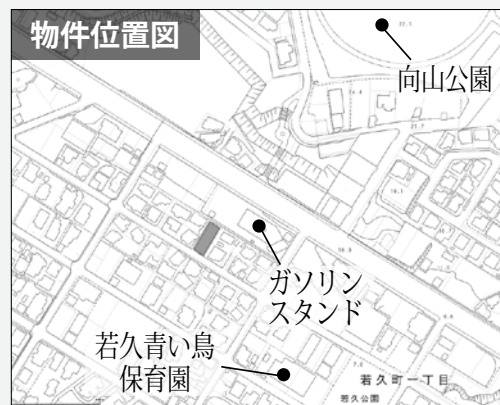 物件位置図
向山公園
ガソリン
スタンド
若久青い鳥
保育園
若久町一丁目
若久公園